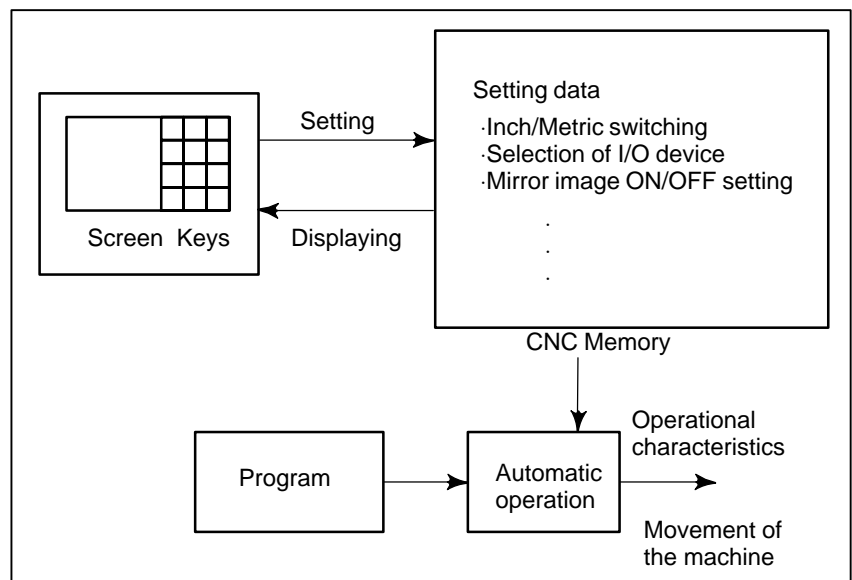 Setting data
·Inch/Metric switching
·Selection of I/O device
·Mirror image ON/OFF setting
.
.
.
Setting
Screen Keys
Displaying
CNC Memory
Program
Automatic
operation
Operational
characteristics
Movement of
the machine